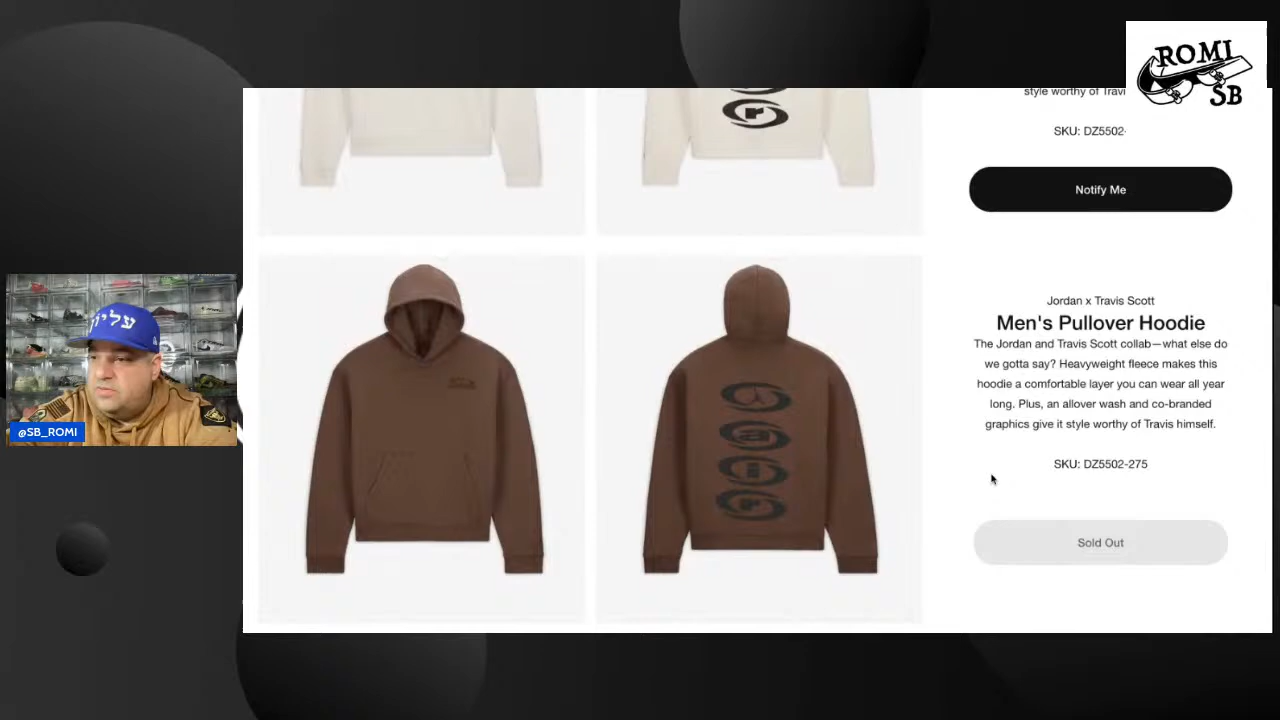 ROMI
SB
style worthy of Travi
SKU: DZ5502-
Notify Me
Jordan x Travis Scott
Men's Pullover Hoodie
The Jordan and Travis Scott collab—what else do
we gotta say? Heavyweight fleece makes this
hoodie a comfortable layer you can wear all year
long. Plus, an allover wash and co-branded
graphics give it style worthy of Travis himself.
SKU: DZ5502-275
Sold Out
עליון
@SB_ROMI
r